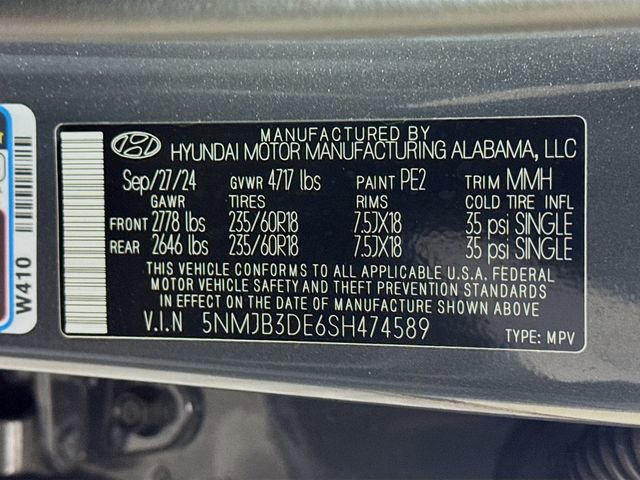 MANUFACTURED BY
HYUNDAI MOTOR MANUFACTURING ALABAMA, LLC
Sep/27/24 GVWR 4717 lbs PAINT PE2 TRIM MMH
GAWR TIRES RIMS COLD TIRE INFL
FRONT 2778 lbs 235/60R18 7.5JX18 35 psi SINGLE
REAR 2646 lbs 235/60R18 7.5JX18 35 psi SINGLE
THIS VEHICLE CONFORMS TO ALL APPLICABLE U.S.A. FEDERAL
MOTOR VEHICLE SAFETY AND THEFT PREVENTION STANDARDS
IN EFFECT ON THE DATE OF MANUFACTURE SHOWN ABOVE.
V.I.N 5NMJB3DE6SH474589
TYPE: MPV
W410